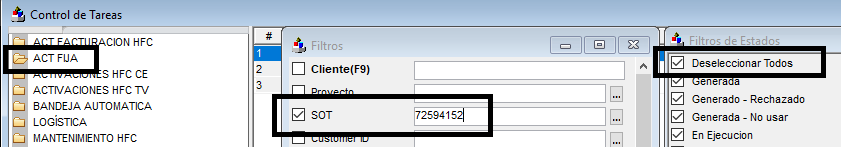 Control de Tareas
ACT FACTURACION HFC
ACT FIJA
ACTIVACIONES HFC CE
ACTIVACIONES HFC TV
BANDEJA AUTOMATICA
LOGÍSTICA
MANTENIMIENTO HFC
#
1
2
3
Filtros
Cliente(F9)
Proyecto
...
SOT
72594152
...
Customer ID
...
Filtros de Estados
Deseleccionar Todos
Generada
Generado - Rechazado
Generada - No usar
En Ejecucion